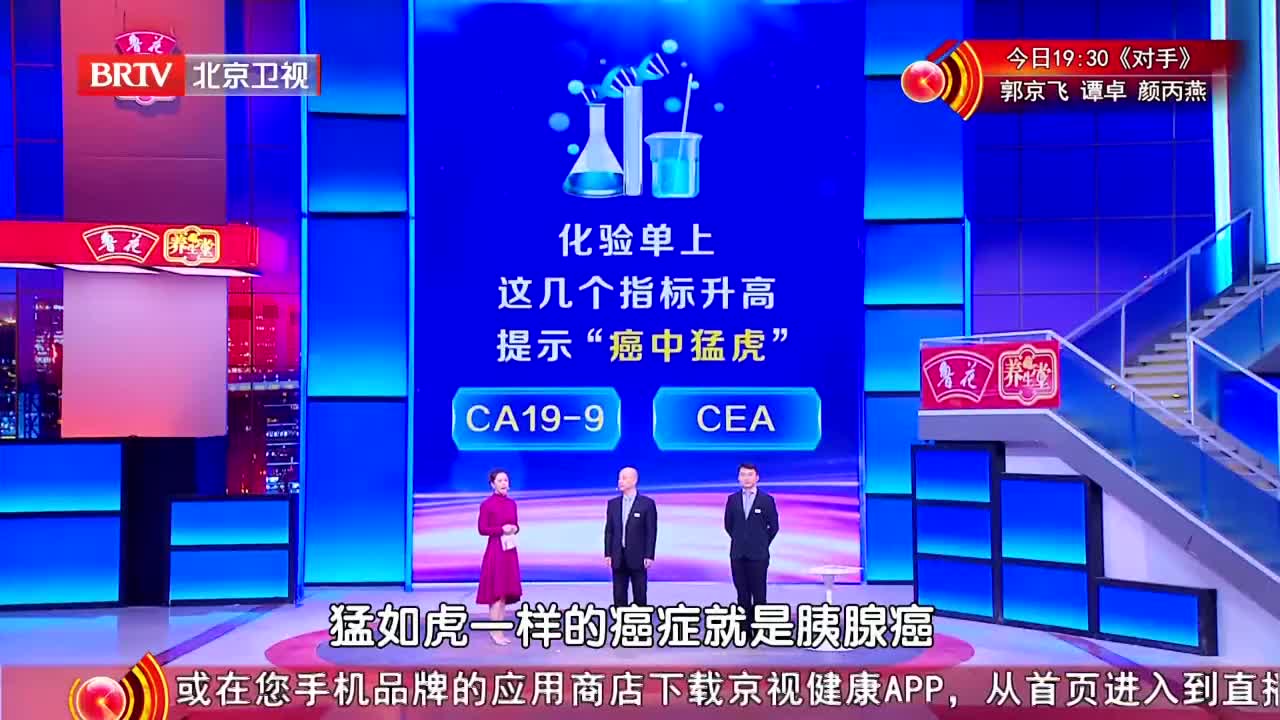 鲁花
BRTV 北京卫视
今日19:30《对手》
郭京飞 谭卓 颜丙燕
化验单上
这几个指标升高
提示“癌中猛虎”
CA19-9
CEA
鲁花 养生堂
鲁花 养生堂
猛如虎一样的癌症就是胰腺癌
或在您手机品牌的应用商店下载京视健康APP，从首页进入到直播